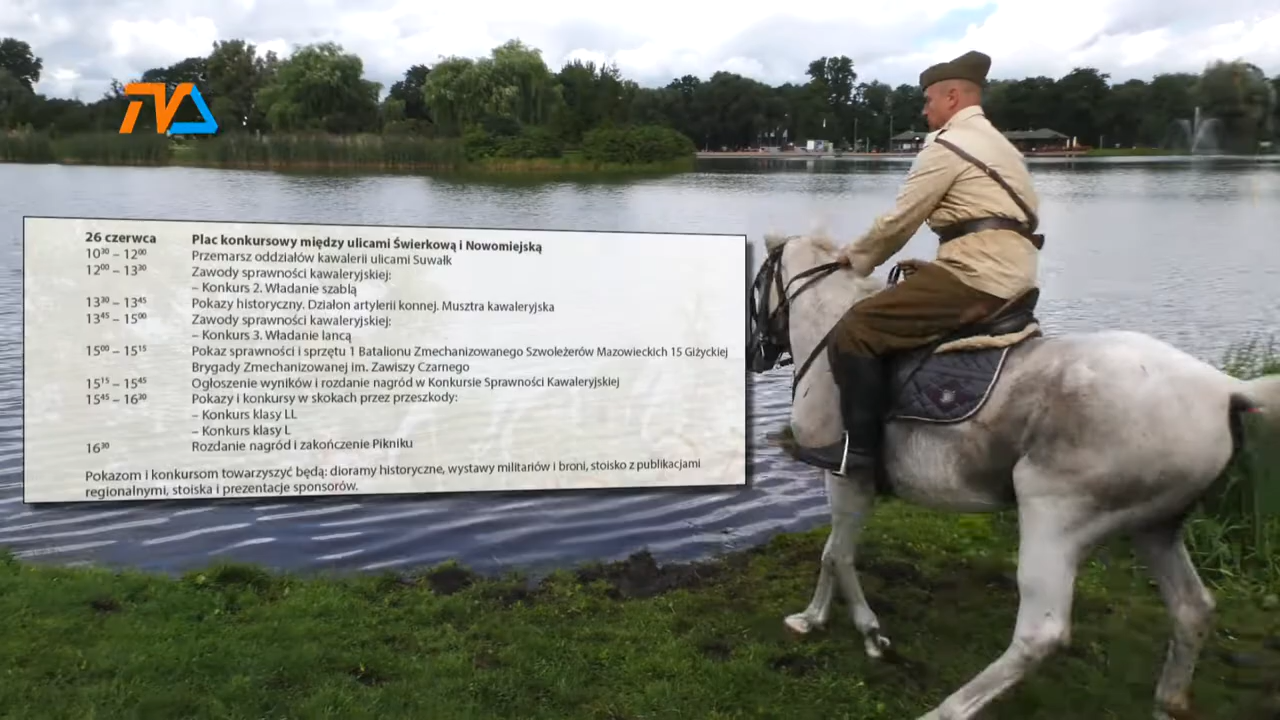 TVA
26 czerwca Plac konkursowy między ulicami Świerkową i Nowomiejską
10³⁰ – 12⁰⁰ Przemarsz oddziałów kawalerii ulicami Suwałk
12⁰⁰ – 13³⁰ Zawody sprawności kawaleryjskiej:
– Konkurs 2. Władanie szablą
13³⁰ – 13⁴⁵ Pokazy historyczny. Działon artylerii konnej. Musztra kawaleryjska
13⁴⁵ – 15⁰⁰ Zawody sprawności kawaleryjskiej:
– Konkurs 3. Władanie lancą
15⁰⁰ – 15¹⁵ Pokaz sprawności i sprzętu 1 Batalionu Zmechanizowanego Szwoleżerów Mazowieckich 15 Giżyckiej
Brygady Zmechanizowanej im. Zawiszy Czarnego
15¹⁵ – 15⁴⁵ Ogłoszenie wyników i rozdanie nagród w Konkursie Sprawności Kawaleryjskiej
15⁴⁵ – 16³⁰ Pokazy i konkursy w skokach przez przeszkody:
– Konkurs klasy LL
– Konkurs klasy L
16³⁰ Rozdanie nagród i zakończenie Pikniku
Pokazom i konkursom towarzyszyć będą: dioramy historyczne, wystawy militariów i broni, stoisko z publikacjami
regionalnymi, stoiska i prezentacje sponsorów.